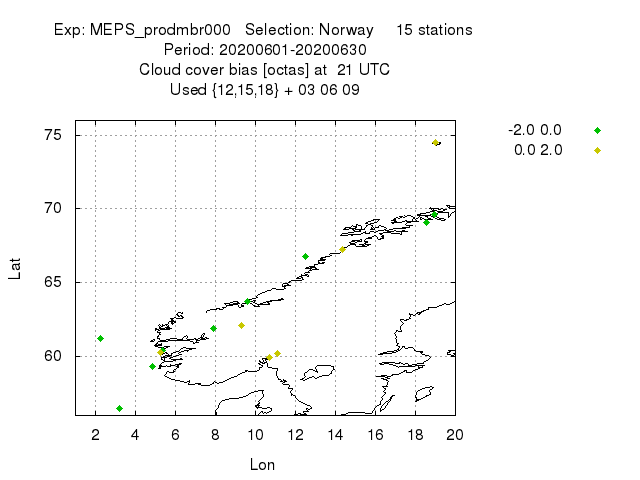 Exp: MEPS_prodmbr000 Selection: Norway 15 stations
Period: 20200601-20200630
Cloud cover bias [octas] at 21 UTC
Used {12,15,18} + 03 06 09
-2.0 0.0
0.0 2.0
75
70
65
60
Lat
2 4 6 8 10 12 14 16 18 20
Lon